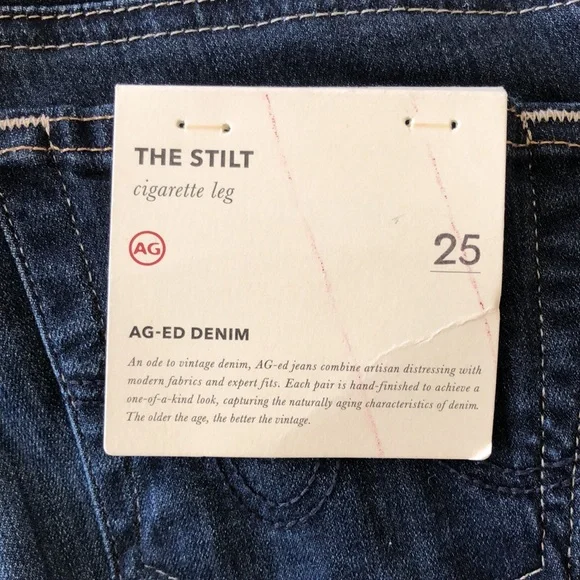 THE STILT
cigarette leg
AG
25
AG-ED DENIM
An ode to vintage denim, AG-ed jeans combine artisan distressing with
modern fabrics and expert fits. Each pair is hand-finished to achieve a
one-of-a-kind look, capturing the naturally aging characteristics of denim.
The older the age, the better the vintage.